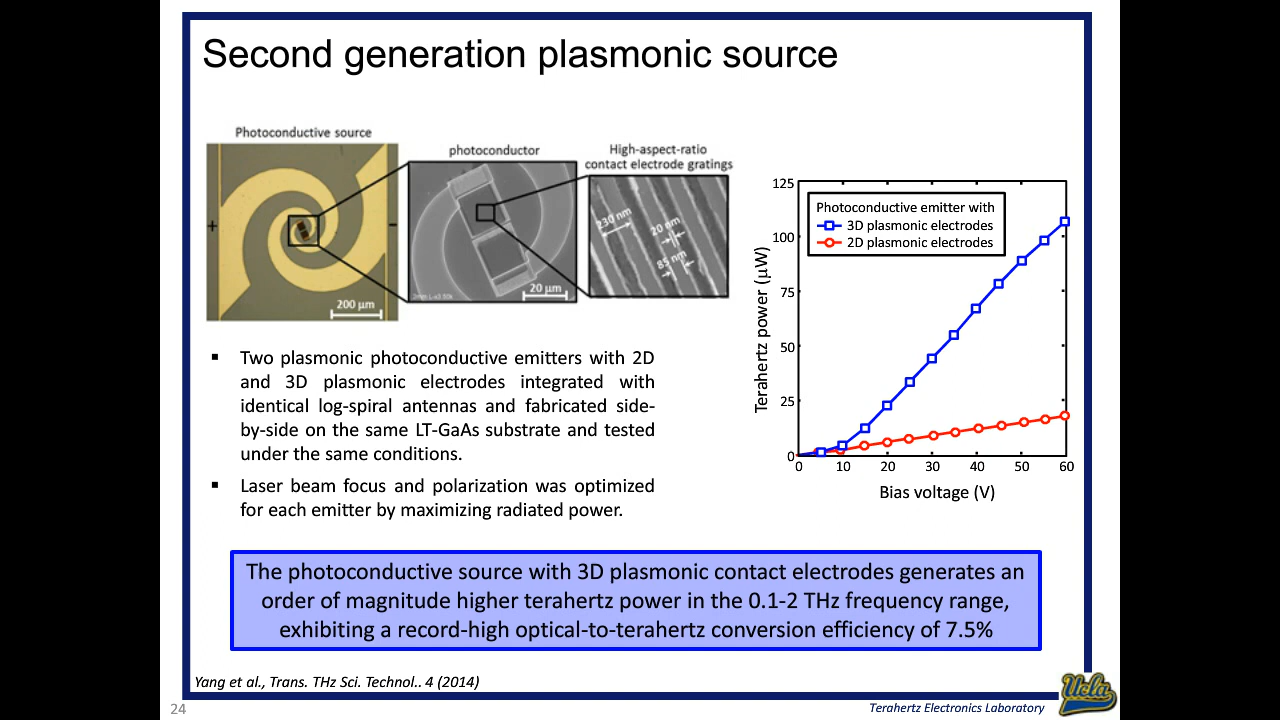 Second generation plasmonic source
Photoconductive source
photoconductor
High-aspect-ratio
contact electrode gratings
+
-
200 µm
20 µm
230 nm
20 nm
85 nm
Photoconductive emitter with
3D plasmonic electrodes
2D plasmonic electrodes
Terahertz power (µW)
125
100
75
50
25
0
0 10 20 30 40 50 60
Bias voltage (V)
▪ Two plasmonic photoconductive emitters with 2D
and 3D plasmonic electrodes integrated with
identical log-spiral antennas and fabricated side-
by-side on the same LT-GaAs substrate and tested
under the same conditions.
▪ Laser beam focus and polarization was optimized
for each emitter by maximizing radiated power.
The photoconductive source with 3D plasmonic contact electrodes generates an
order of magnitude higher terahertz power in the 0.1-2 THz frequency range,
exhibiting a record-high optical-to-terahertz conversion efficiency of 7.5%
Yang et al., Trans. THz Sci. Technol.. 4 (2014)
24
Terahertz Electronics Laboratory
Ucla